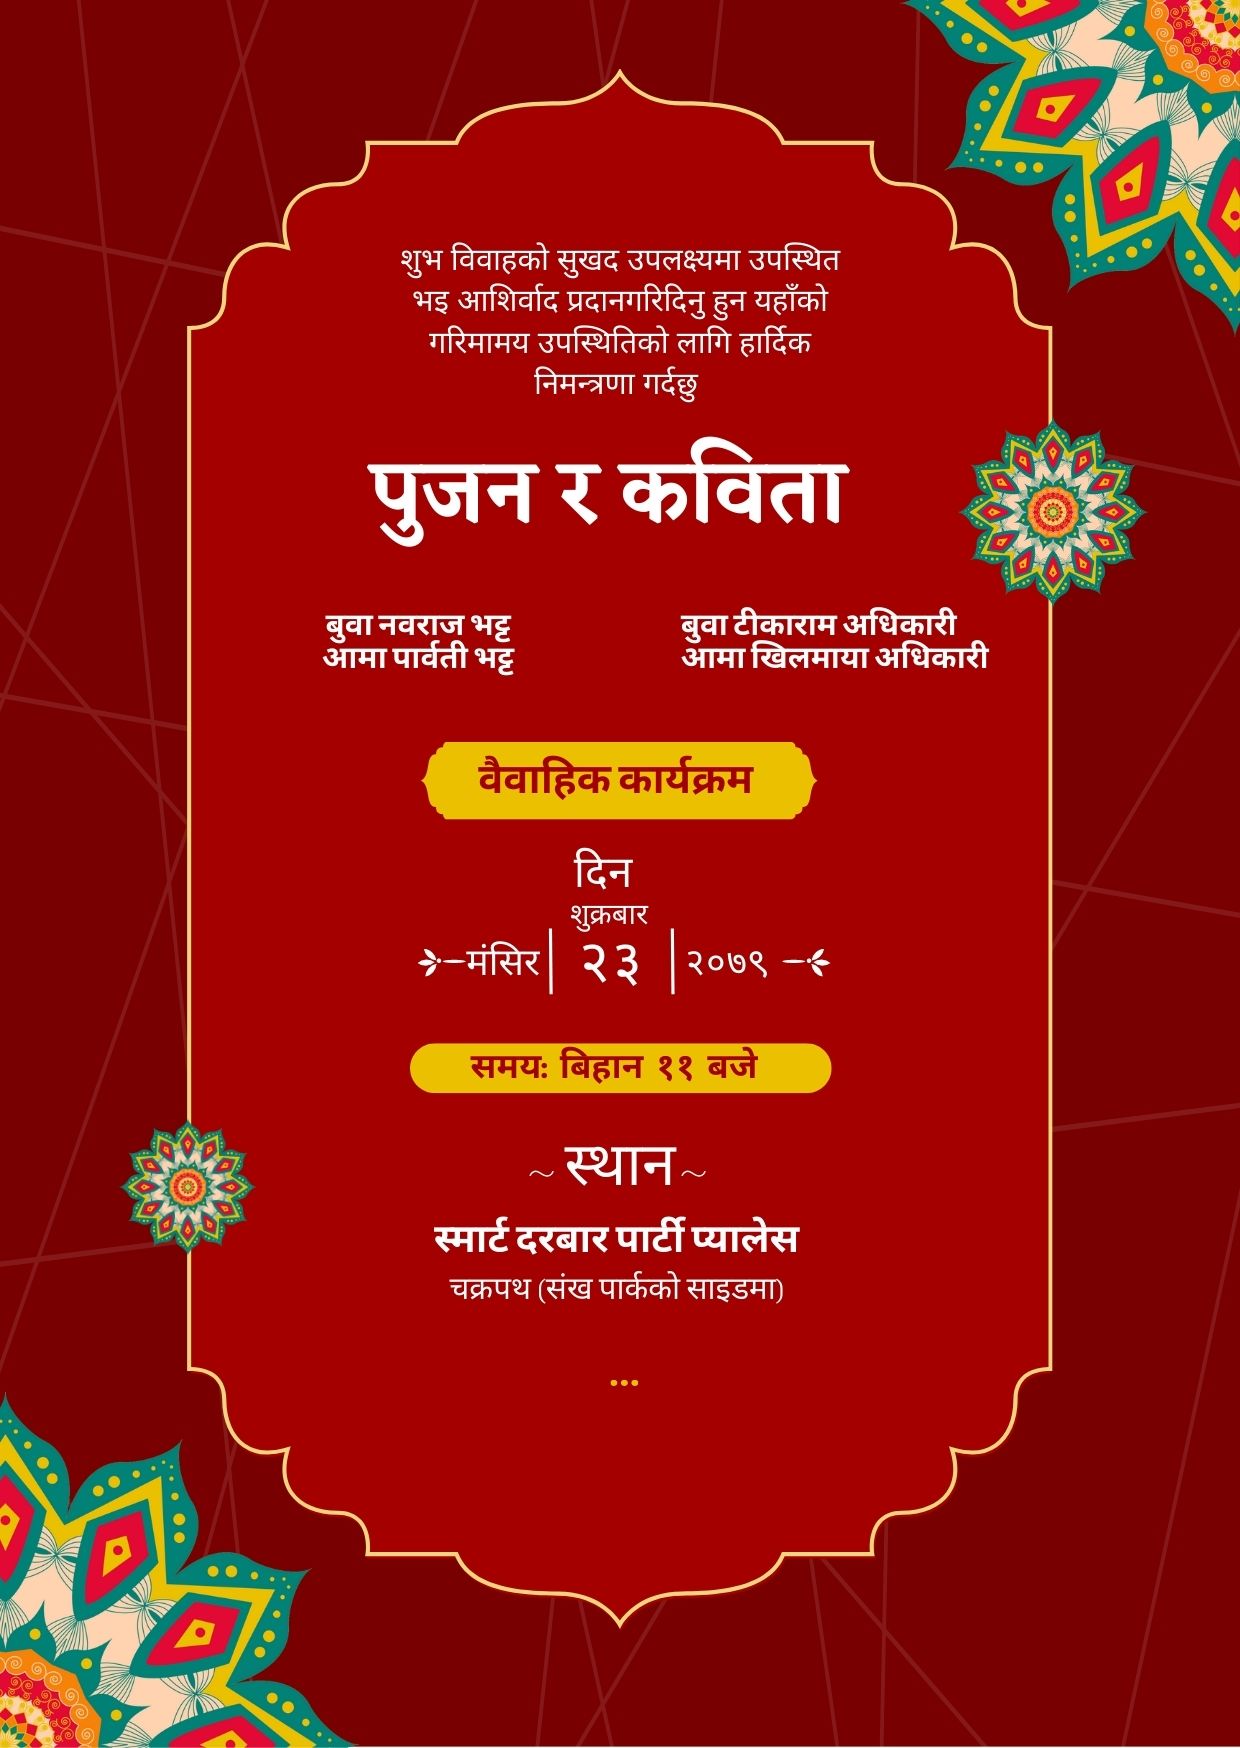 शुभ विवाहको सुखद उपलक्ष्यमा उपस्थित
भइ आशिर्वाद प्रदानगरिदिनु हुन यहाँको
गरिमामय उपस्थितिको लागि हार्दिक
निमन्त्रणा गर्दछु
पुजन र कविता
बुवा नवराज भट्ट
आमा पार्वती भट्ट
बुवा टीकाराम अधिकारी
आमा खिलमाया अधिकारी
वैवाहिक कार्यक्रम
दिन
शुक्रबार
मंसिर २३ २०७९
समय: बिहान ११ बजे
~ स्थान ~
स्मार्ट दरबार पार्टी प्यालेस
चक्रपथ (संख पार्कको साइडमा)
...